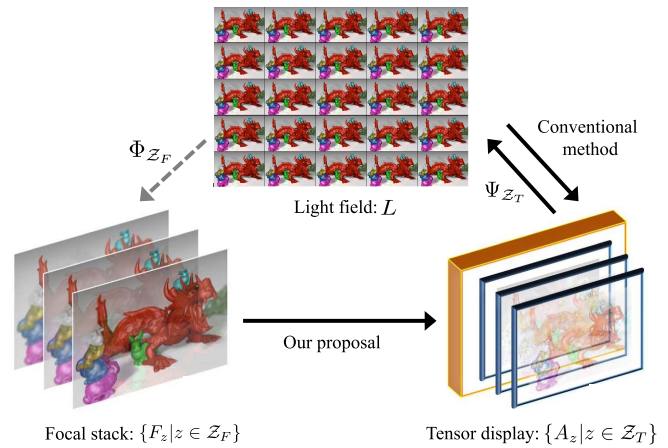 Φ_{Z_F}
Conventional
method
Ψ_{Z_T}
Light field: L
Our proposal
Focal stack: {F_z|z ∈ Z_F}
Tensor display: {A_z|z ∈ Z_T}